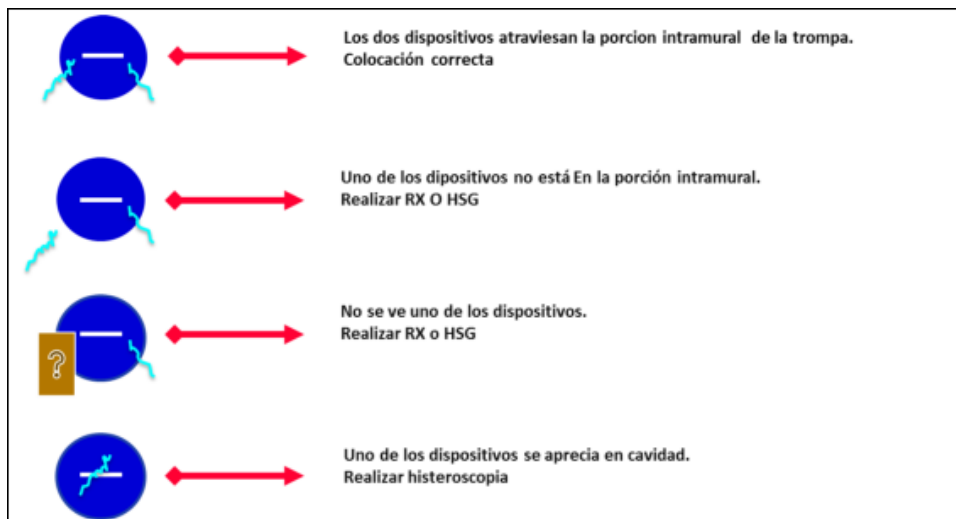 Los dos dispositivos atraviesan la porcion intramural de la trompa.
Colocación correcta
Uno de los dipositivos no está En la porción intramural.
Realizar RX O HSG
?
No se ve uno de los dispositivos.
Realizar RX o HSG
Uno de los dispositivos se aprecia en cavidad.
Realizar histeroscopia